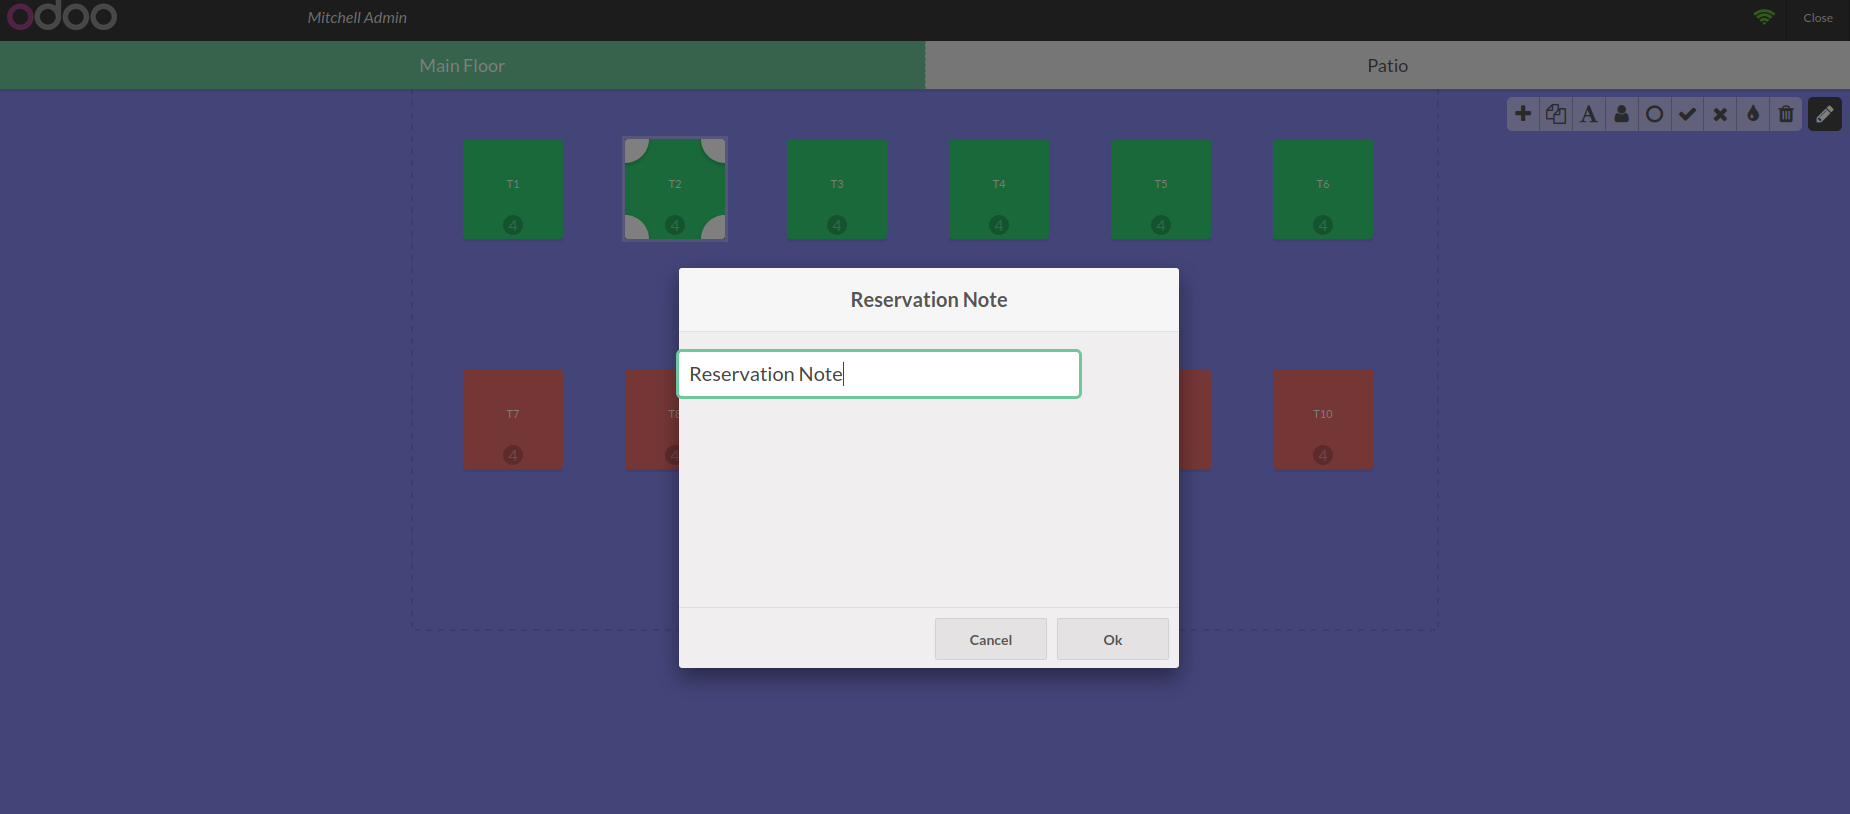 odoo
Mitchell Admin
Close
Main Floor
Patio
T1
T2
T3
T4
T5
T6
4
4
4
4
4
4
Reservation Note
Reservation Note
T7
T8
T10
4
4
4
Cancel
Ok